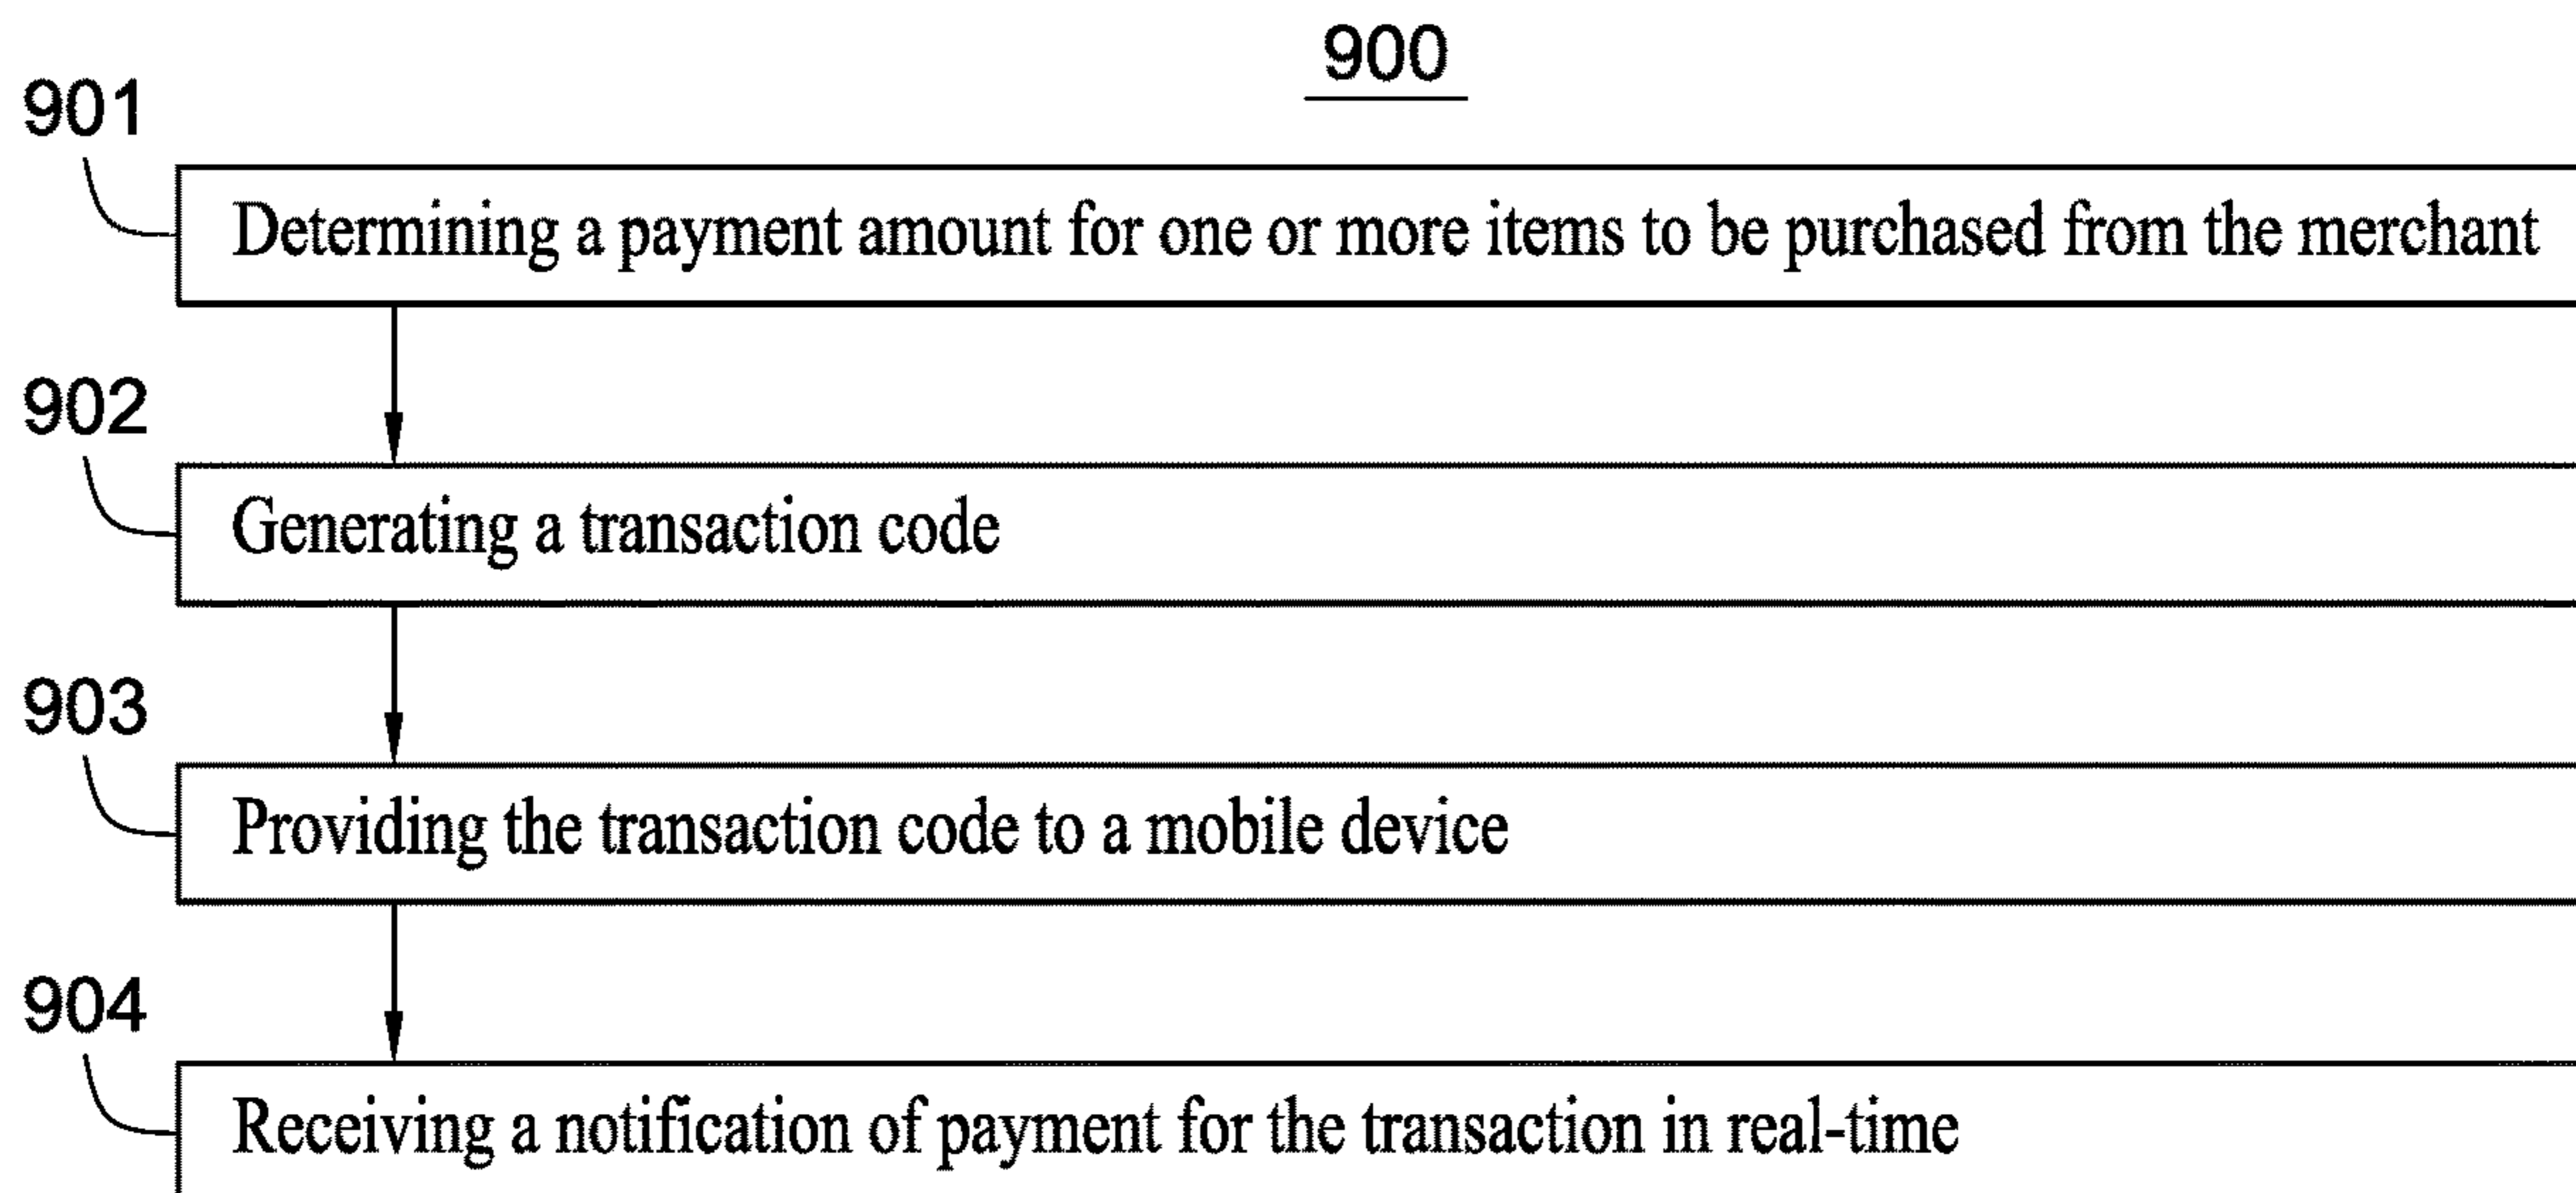 900
901
Determining a payment amount for one or more items to be purchased from the merchant
902
Generating a transaction code
903
Providing the transaction code to a mobile device
904
Receiving a notification of payment for the transaction in real-time